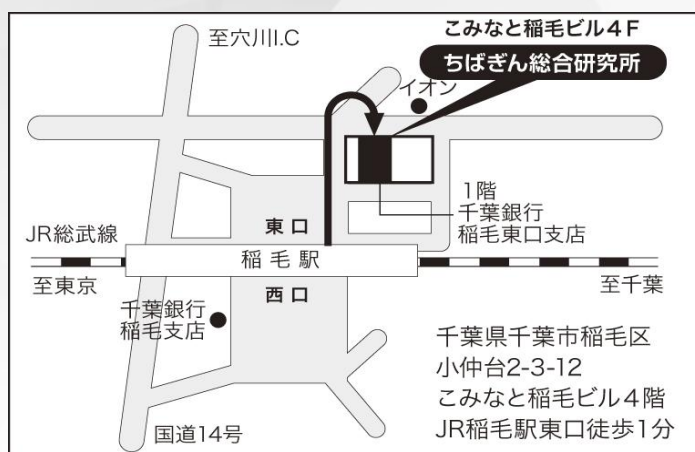 こみなと稲毛ビル4F
ちばぎん総合研究所
至穴川I.C
イオン
1階
千葉銀行
稲毛東口支店
東口
JR総武線
稲毛駅
至東京
至千葉
西口
千葉銀行
稲毛支店
国道14号
千葉県千葉市稲毛区
小仲台2-3-12
こみなと稲毛ビル4階
JR稲毛駅東口徒歩1分